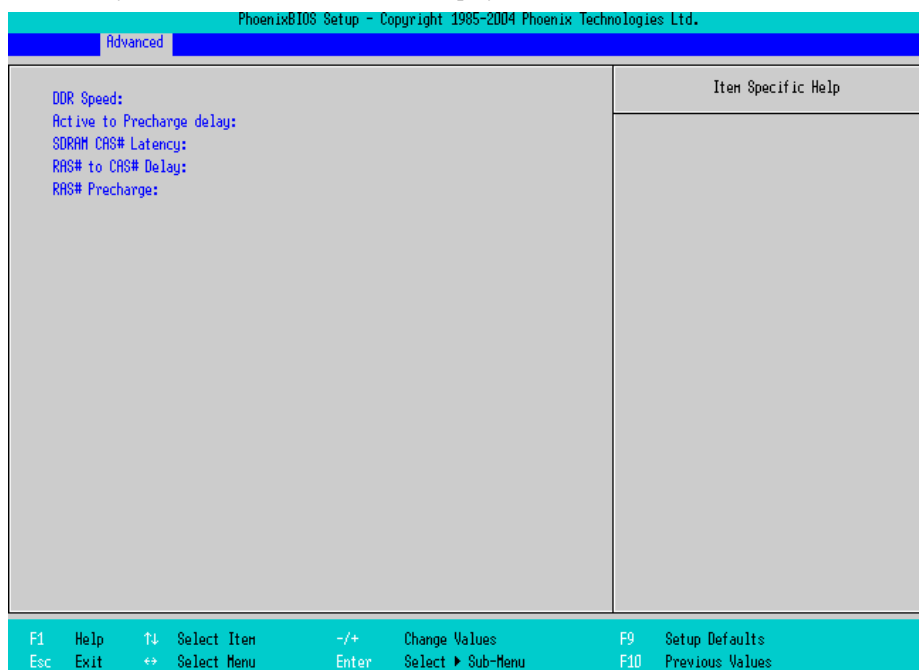 PhoenixBIOS Setup - Copyright 1985-2004 Phoenix Technologies Ltd.
Advanced
DDR Speed:
Active to Precharge delay:
SDRAM CAS# Latency:
RAS# to CAS# Delay:
RAS# Precharge:
Item Specific Help
F1 Help ↑↓ Select Item -/+ Change Values F9 Setup Defaults
Esc Exit ↔ Select Menu Enter Select ▶ Sub-Menu F10 Previous Values